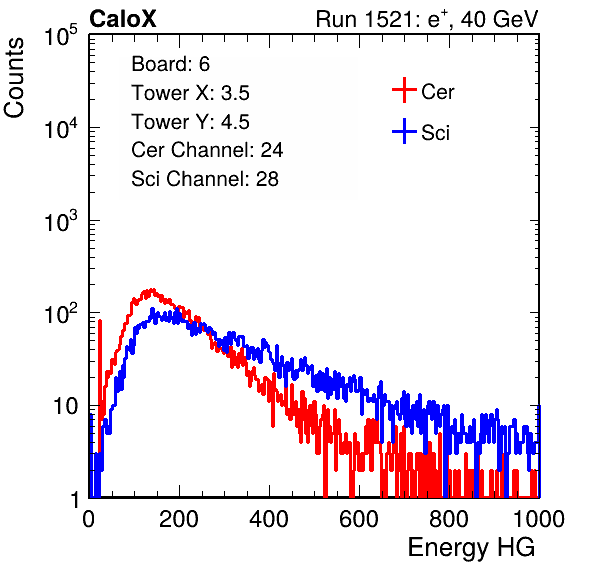 CaloX Run 1521: e⁺, 40 GeV
Counts
Board: 6
Tower X: 3.5
Tower Y: 4.5
Cer Channel: 24
Sci Channel: 28
Cer
Sci
10⁵
10⁴
10³
10²
10
1
0 200 400 600 800 1000
Energy HG